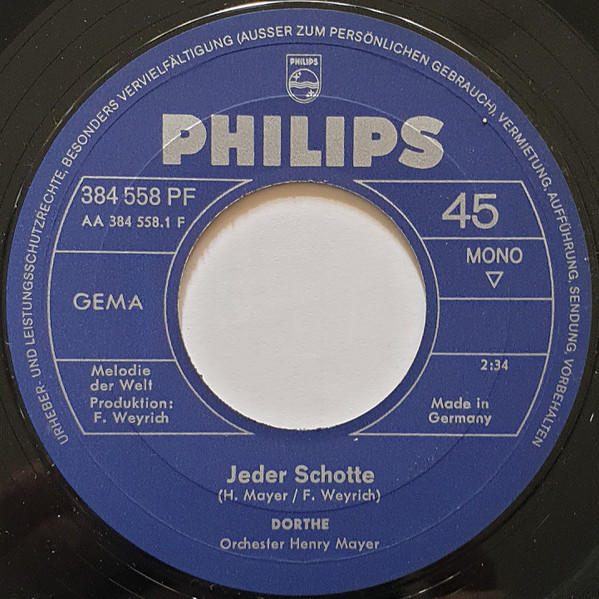 URHEBER- UND LEISTUNGSSCHUTZRECHTE, BESONDERS VERVIELFÄLTIGUNG (AUSSER ZUM PERSÖNLICHEN GEBRAUCH), VERMIETUNG, AUFFÜHRUNG, SENDUNG, VORBEHALTEN
PHILIPS
PHILIPS
384 558 PF
AA 384 558.1 F
45
MONO
GEMA
2:34
Melodie
der Welt
Produktion:
F. Weyrich
Made in
Germany
Jeder Schotte
(H. Mayer / F. Weyrich)
DORTHE
Orchester Henry Mayer